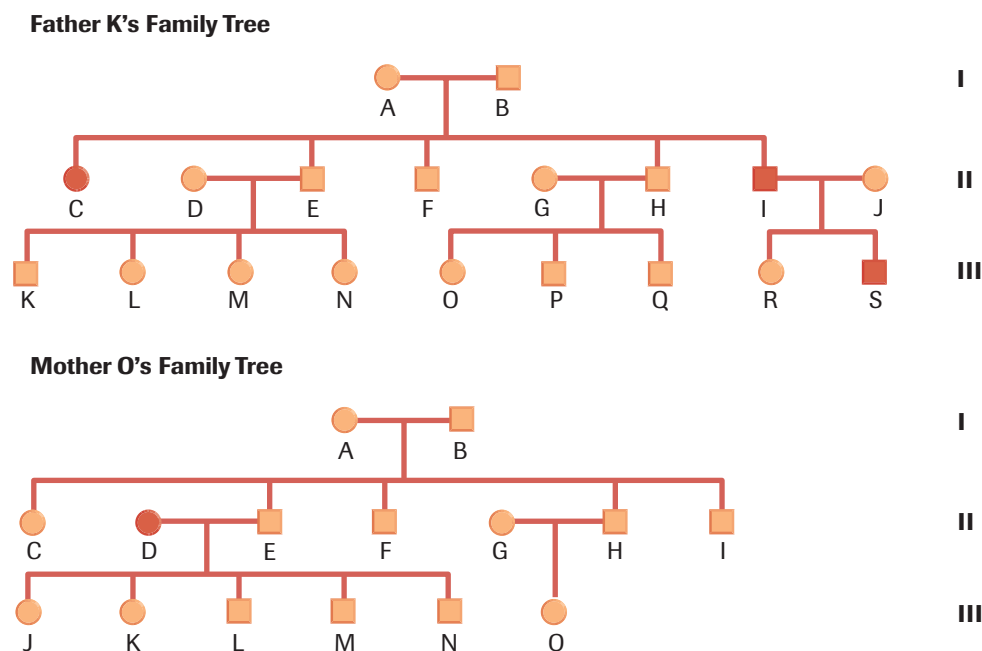 Father K's Family Tree
I
A B
II
C D E F G H I J
III
K L M N O P Q R S
Mother O's Family Tree
I
A B
II
C D E F G H I
III
J K L M N O